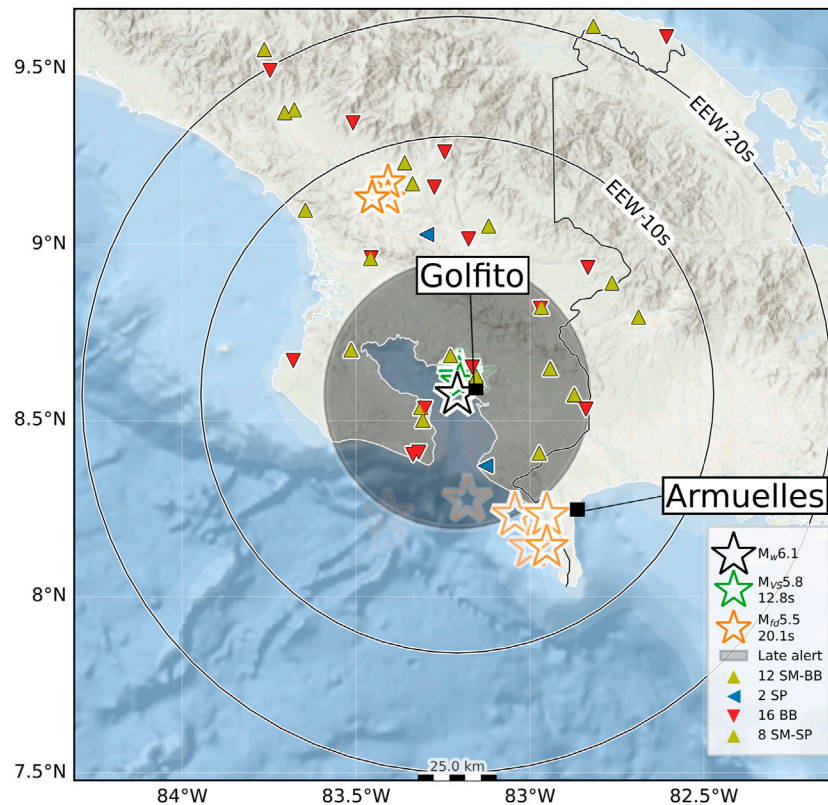 9.5°N
9°N
8.5°N
8°N
7.5°N
84°W
83.5°W
83°W
82.5°W
EEW-20s
EEW-10s
Golfito
Armuelles
Mw6.1
MVS5.8
12.8s
Mfd5.5
20.1s
Late alert
12 SM-BB
2 SP
16 BB
8 SM-SP
25.0 km